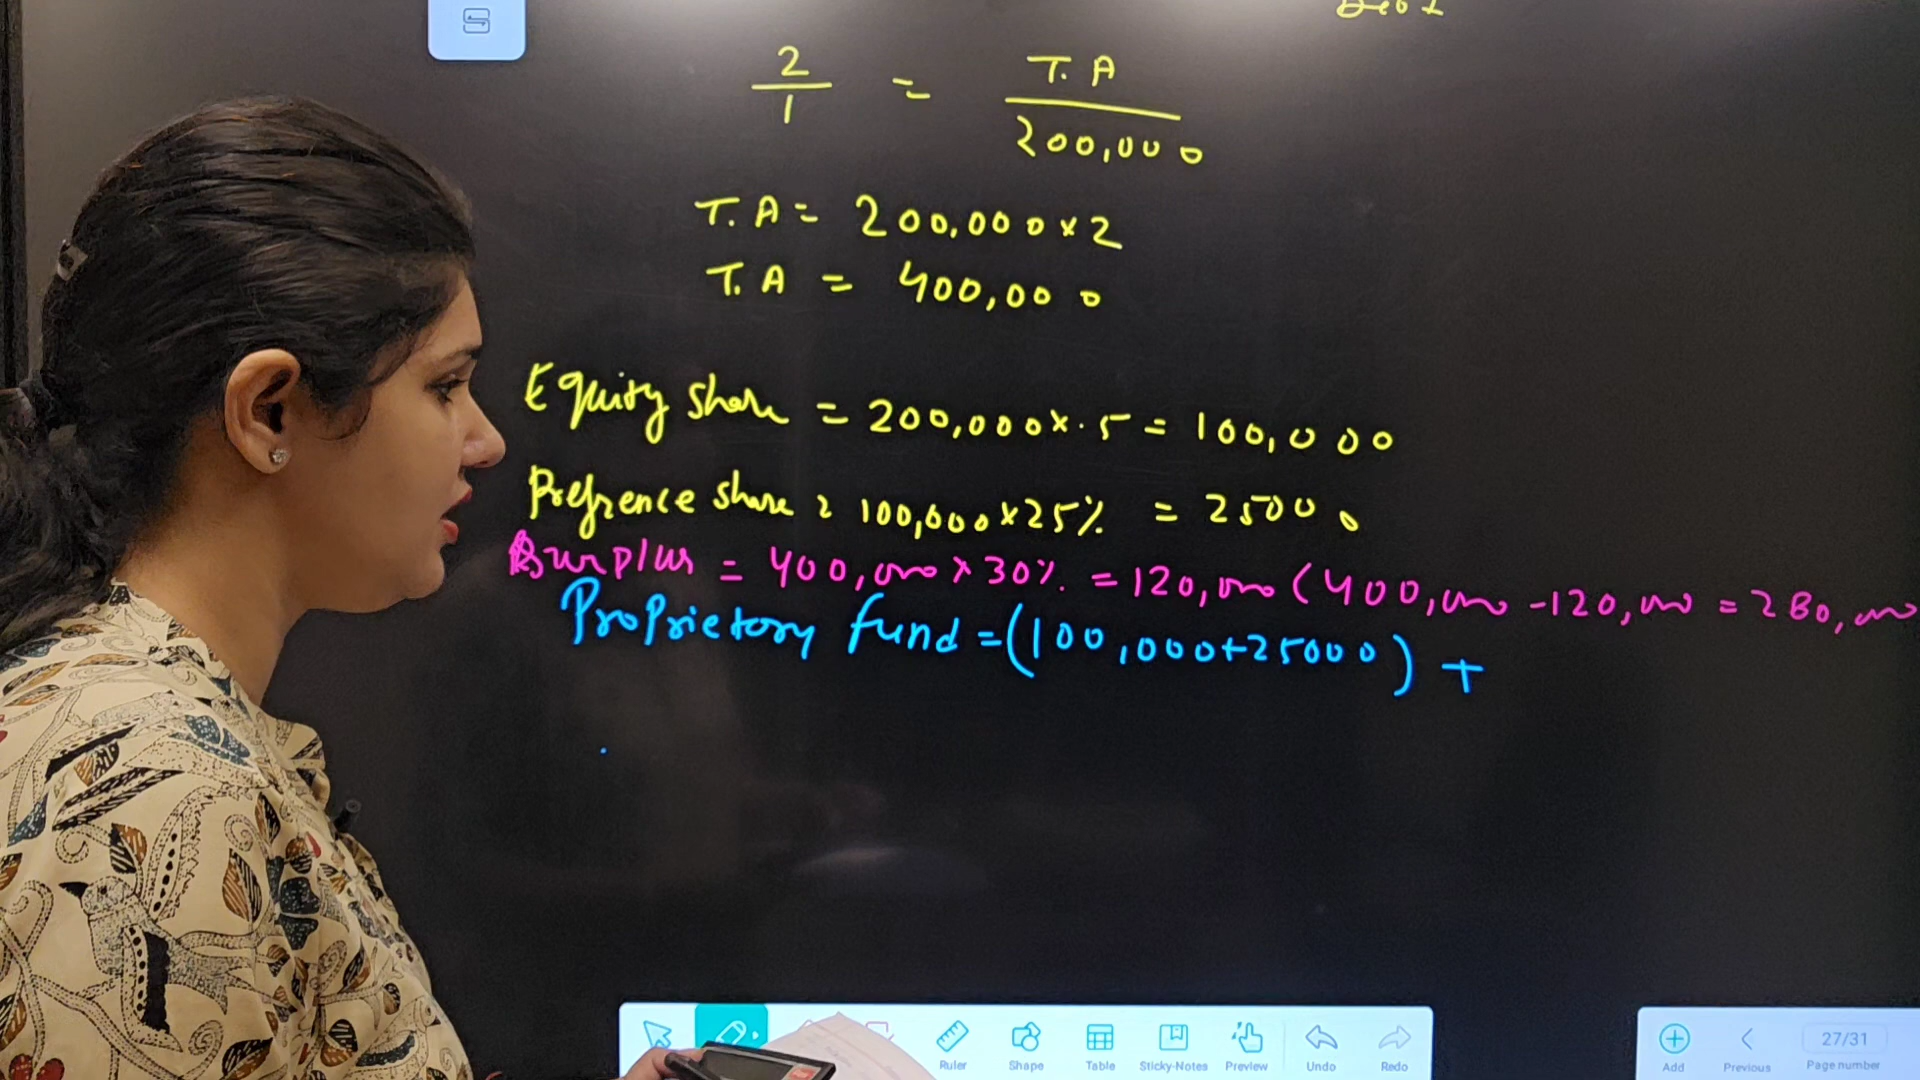 2/1 = T.A/200,000
T.A = 200,000 x 2
T.A = 400,000
Equity share = 200,000 x .5 = 100,000
Prefrence share = 100,000 x 25% = 25000
Surplus = 400,000 x 30% = 120,000 (400,000 - 120,000 = 280,000
Proprietory fund = (100,000 + 25000) +
Ruler Shape Table Sticky-Notes Preview Undo Redo
Add Previous 27/31 Page number